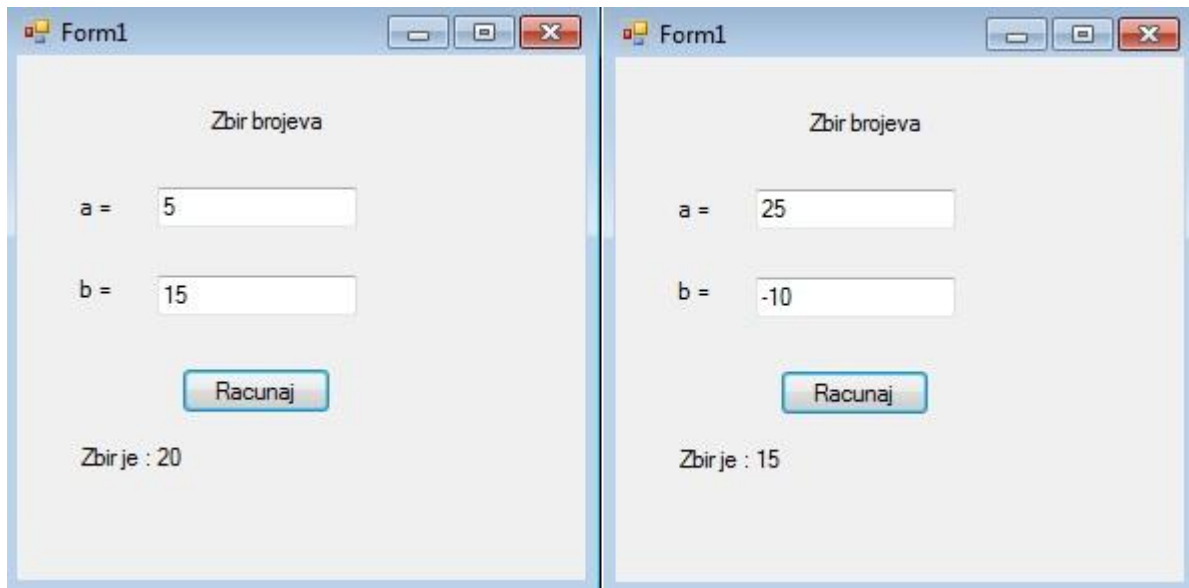 Form1
Zbir brojeva
a = 5
b = 15
Racunaj
Zbir je : 20
Form1
Zbir brojeva
a = 25
b = -10
Racunaj
Zbir je : 15